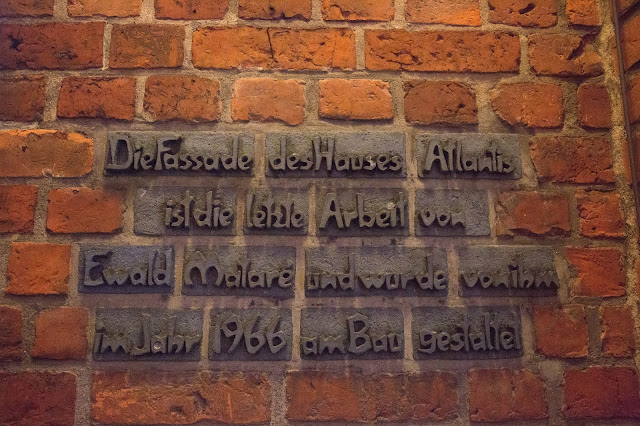 Die Fassade des Hauses Atlantis
ist die letzte Arbeit von
Ewald Mataré und wurde von ihm
im Jahr 1966 am Bau gestaltet